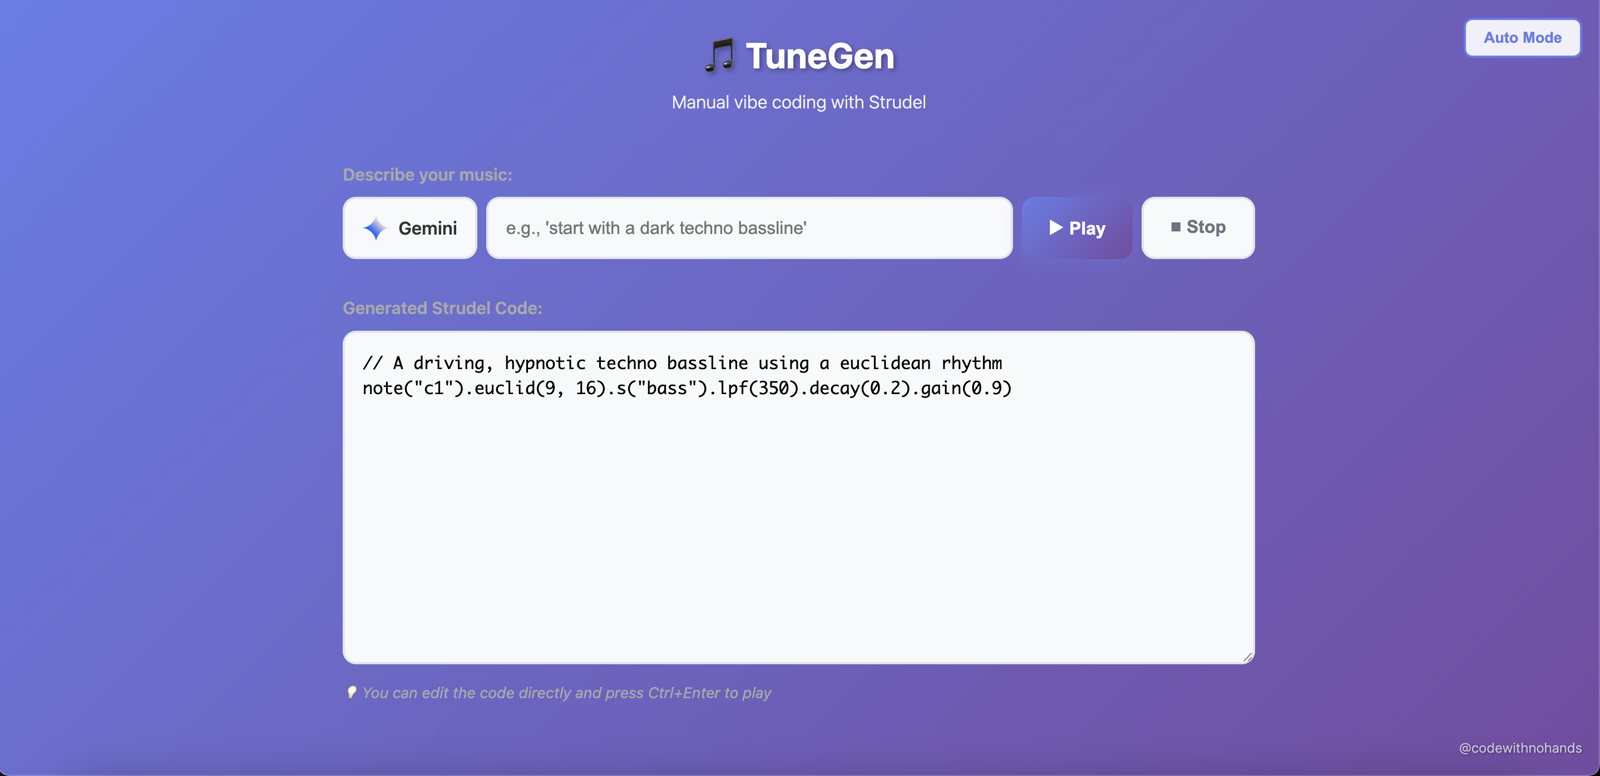 Auto Mode
🎵 TuneGen
Manual vibe coding with Strudel
Describe your music:
Gemini
e.g., 'start with a dark techno bassline'
▶ Play
■ Stop
Generated Strudel Code:
// A driving, hypnotic techno bassline using a euclidean rhythm
note("c1").euclid(9, 16).s("bass").lpf(350).decay(0.2).gain(0.9)
💡 You can edit the code directly and press Ctrl+Enter to play
@codewithnohands